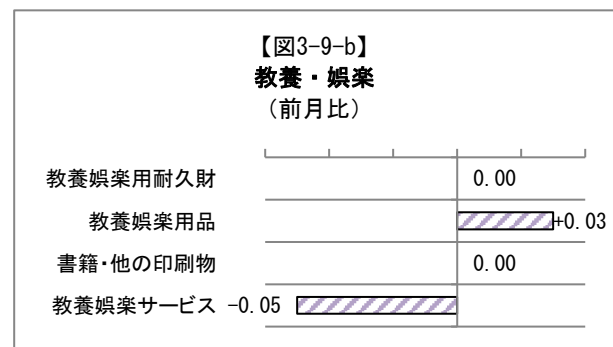 【図3-9-b】
教養・娯楽
（前月比）
教養娯楽用耐久財 0.00
教養娯楽用品 +0.03
書籍・他の印刷物 0.00
教養娯楽サービス -0.05